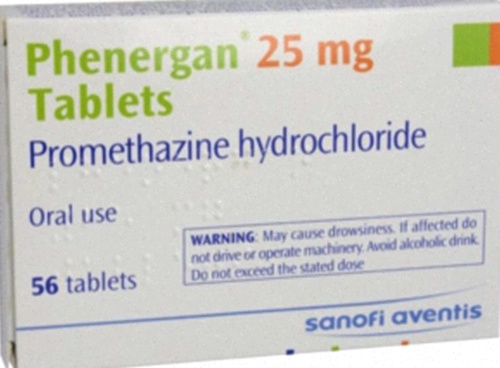 Phenergan® 25 mg
Tablets
Promethazine hydrochloride
Oral use
WARNING: May cause drowsiness. If affected do
not drive or operate machinery. Avoid alcoholic drink.
Do not exceed the stated dose
56 tablets
sanofi aventis